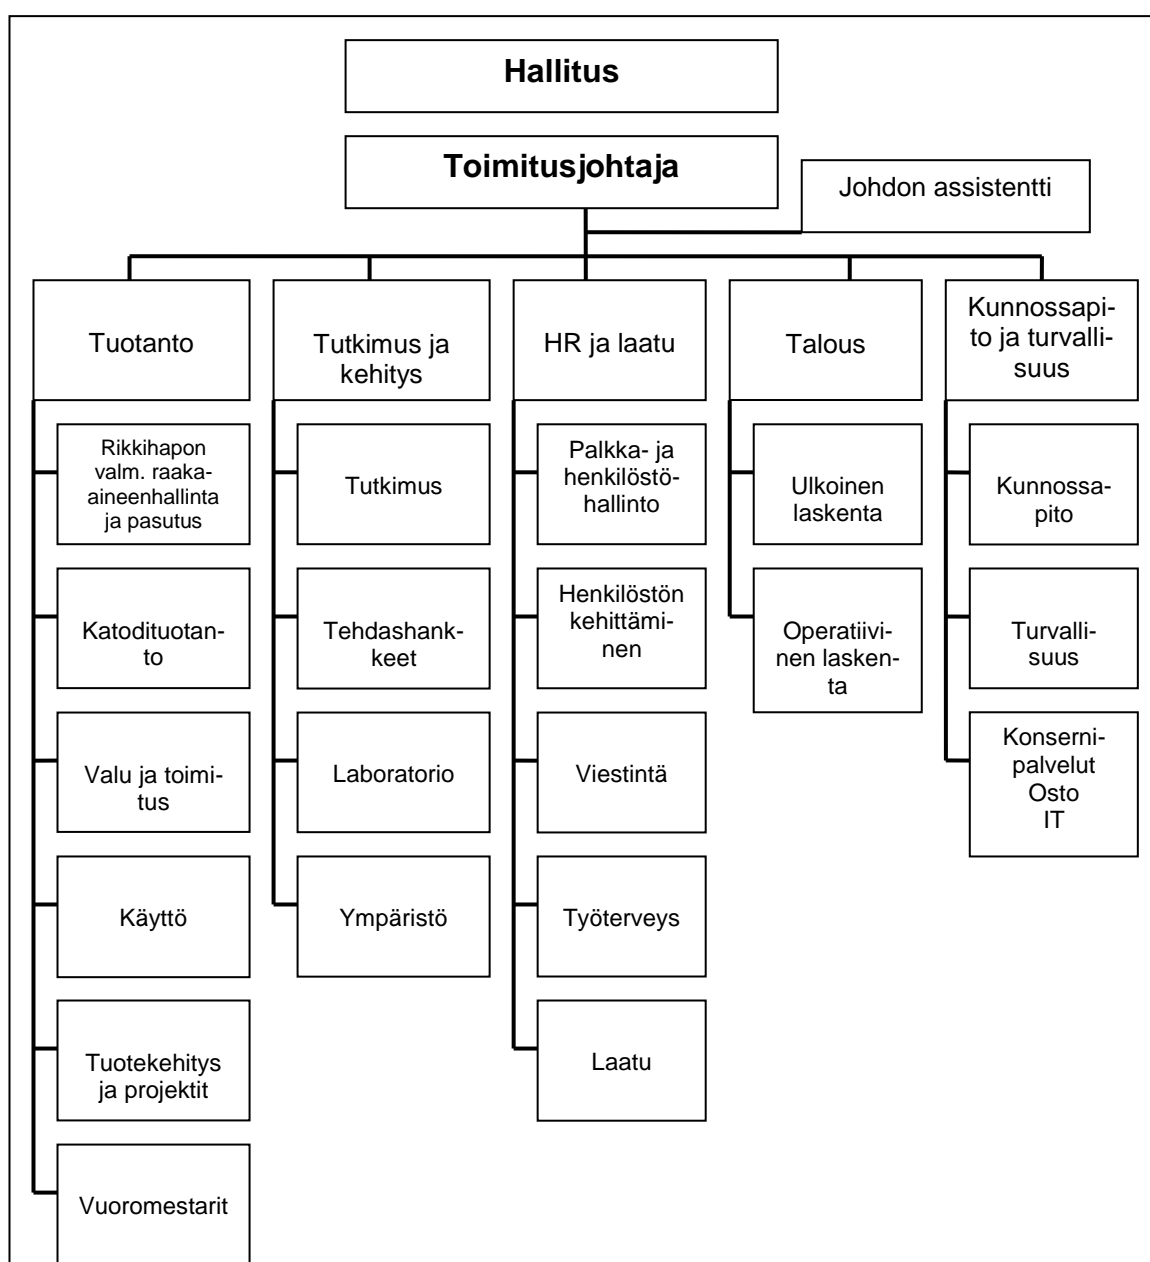 Hallitus
Toimitusjohtaja
Johdon assistentti
Tuotanto
Tutkimus ja
kehitys
HR ja laatu
Talous
Kunnossapi-
to ja turvalli-
suus
Rikkihapon
valm. raaka-
aineenhallinta
ja pasutus
Katodituotan-
to
Valu ja toimi-
tus
Käyttö
Tuotekehitys
ja projektit
Vuoromestarit
Tutkimus
Tehdashank-
keet
Laboratorio
Ympäristö
Palkka- ja
henkilöstö-
hallinto
Henkilöstön
kehittämi-
nen
Viestintä
Työterveys
Laatu
Ulkoinen
laskenta
Operatiivi-
nen lasken-
ta
Kunnossa-
pito
Turvalli-
suus
Konserni-
palvelut
Osto
IT